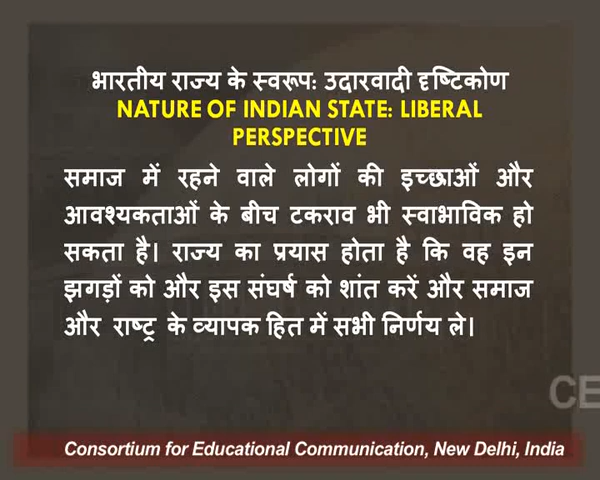 भारतीय राज्य के स्वरूपः उदारवादी दृष्टिकोण
NATURE OF INDIAN STATE: LIBERAL
PERSPECTIVE
समाज में रहने वाले लोगों की इच्छाओं और
आवश्यकताओं के बीच टकराव भी स्वाभाविक हो
सकता है। राज्य का प्रयास होता है कि वह इन
झगड़ों को और इस संघर्ष को शांत करें और समाज
और राष्ट्र के व्यापक हित में सभी निर्णय ले।
CE
Consortium for Educational Communication, New Delhi, India